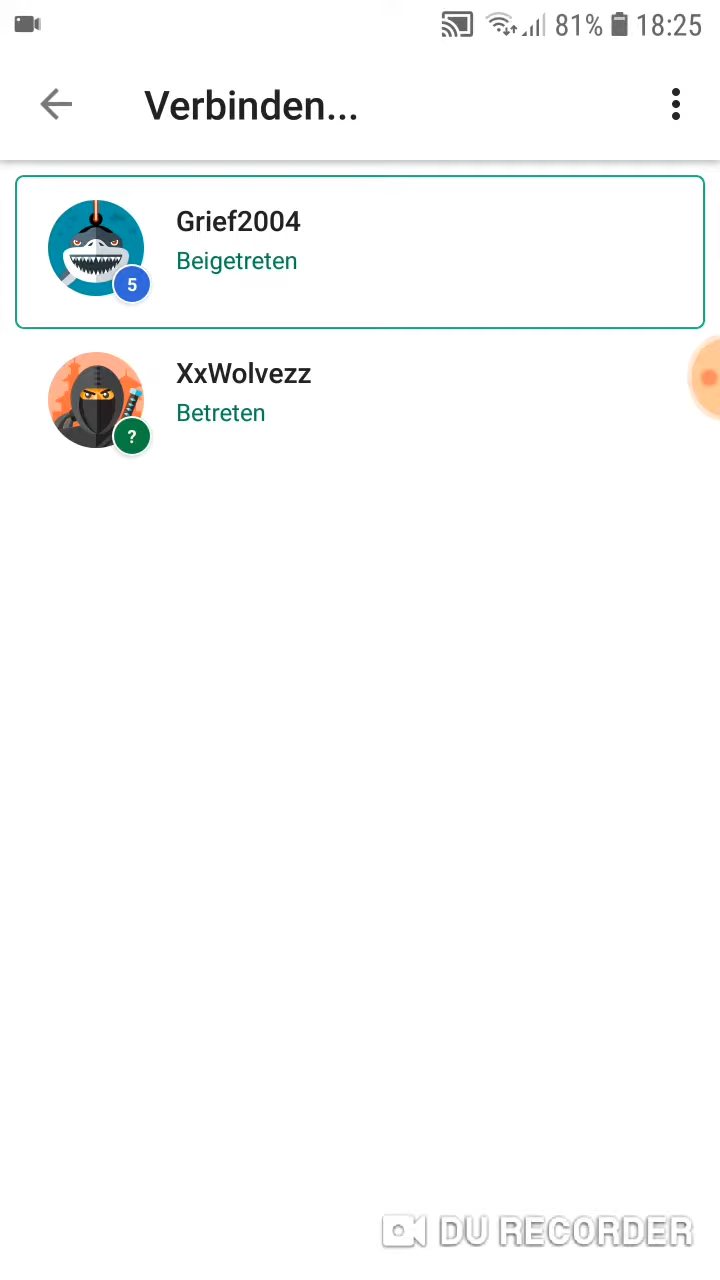 81% 18:25
Verbinden...
Grief2004
Beigetreten
5
XxWolvezz
Betreten
?
DU RECORDER